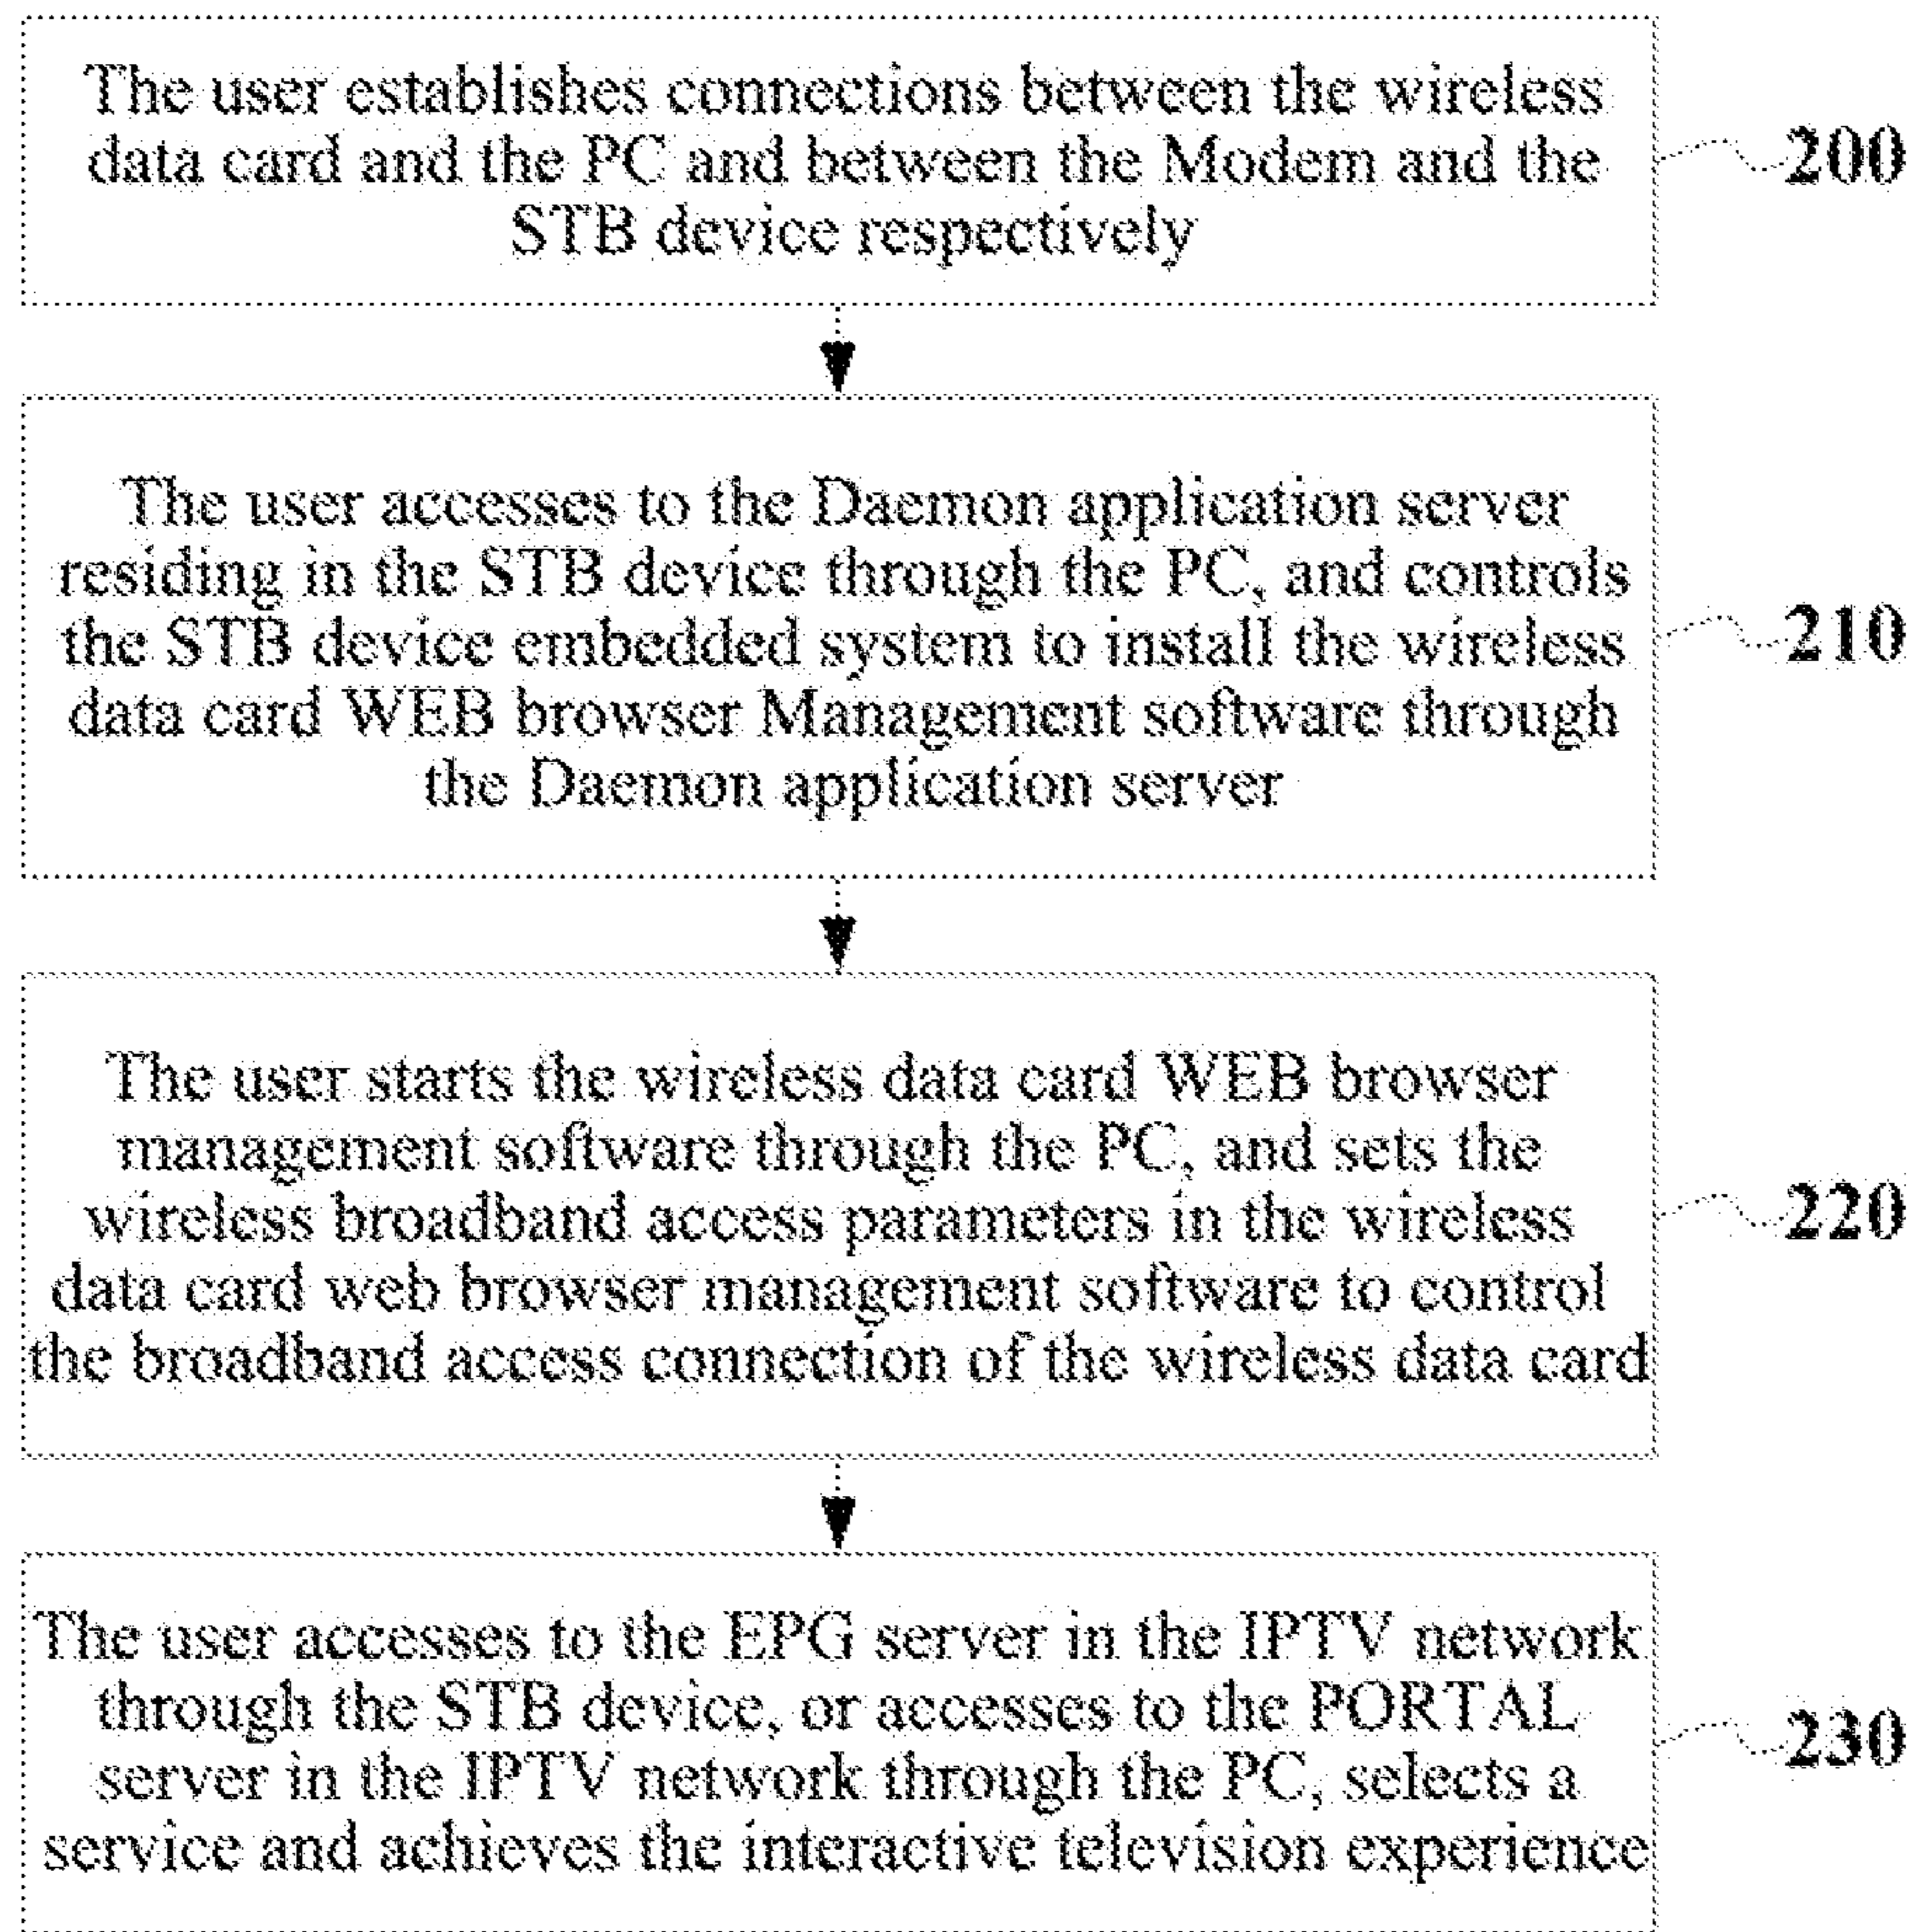 The user establishes connections between the wireless
data card and the PC and between the Modem and the
STB device respectively
200
The user accesses to the Daemon application server
residing in the STB device through the PC, and controls
the STB device embedded system to install the wireless
data card WEB browser Management software through
the Daemon application server
210
The user starts the wireless data card WEB browser
management software through the PC, and sets the
wireless broadband access parameters in the wireless
data card web browser management software to control
the broadband access connection of the wireless data card
220
The user accesses to the EPG server in the IPTV network
through the STB device, or accesses to the PORTAL
server in the IPTV network through the PC, selects a
service and achieves the interactive television experience
230